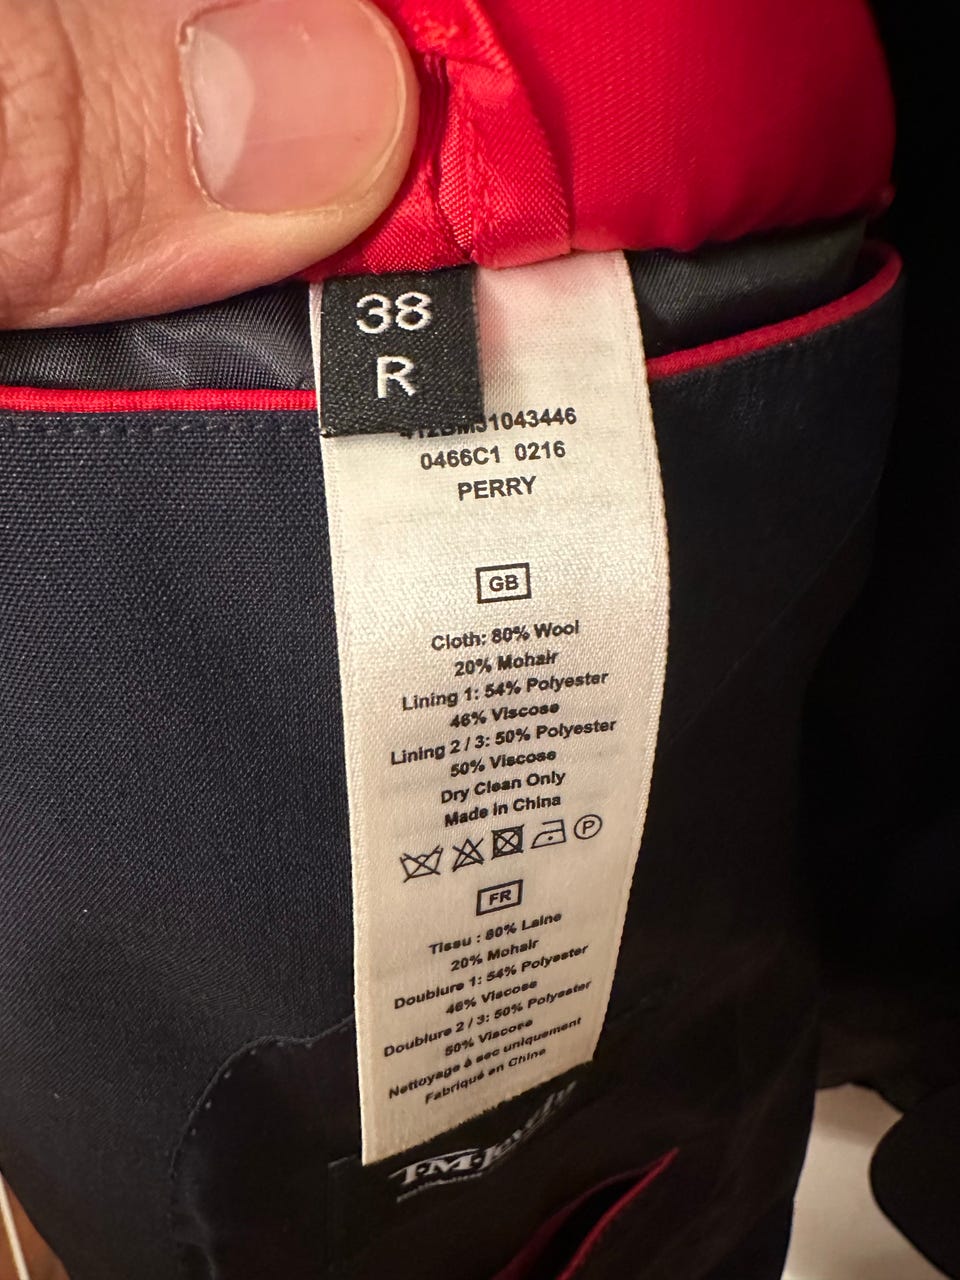 38
R
0466C1 0216
PERRY
GB
Cloth: 80% Wool
20% Mohair
Lining 1: 54% Polyester
46% Viscose
Lining 2 / 3: 50% Polyester
50% Viscose
Dry Clean Only
Made in China
P
FR
Tissu : 80% Laine
20% Mohair
Doublure 1: 54% Polyester
46% Viscose
Doublure 2 / 3: 50% Polyester
50% Viscose
Nettoyage à sec uniquement
Fabriqué en Chine